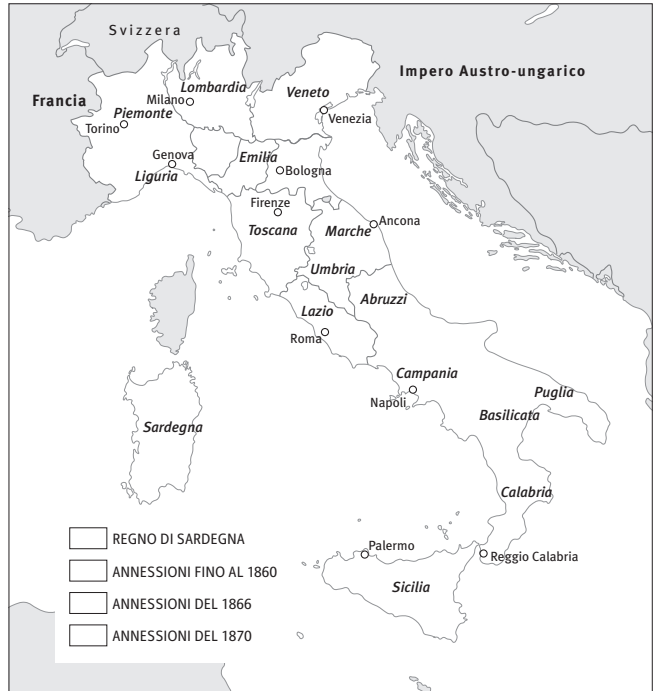 Svizzera
Impero Austro-ungarico
Lombardia
Veneto
Francia
Milano
Piemonte
Venezia
Torino
Genova
Emilia
Bologna
Liguria
Firenze
Toscana
Marche
Ancona
Umbria
Abruzzi
Lazio
Roma
Campania
Napoli
Puglia
Basilicata
Sardegna
Calabria
REGNO DI SARDEGNA
Palermo
Reggio Calabria
ANNESSIONI FINO AL 1860
Sicilia
ANNESSIONI DEL 1866
ANNESSIONI DEL 1870